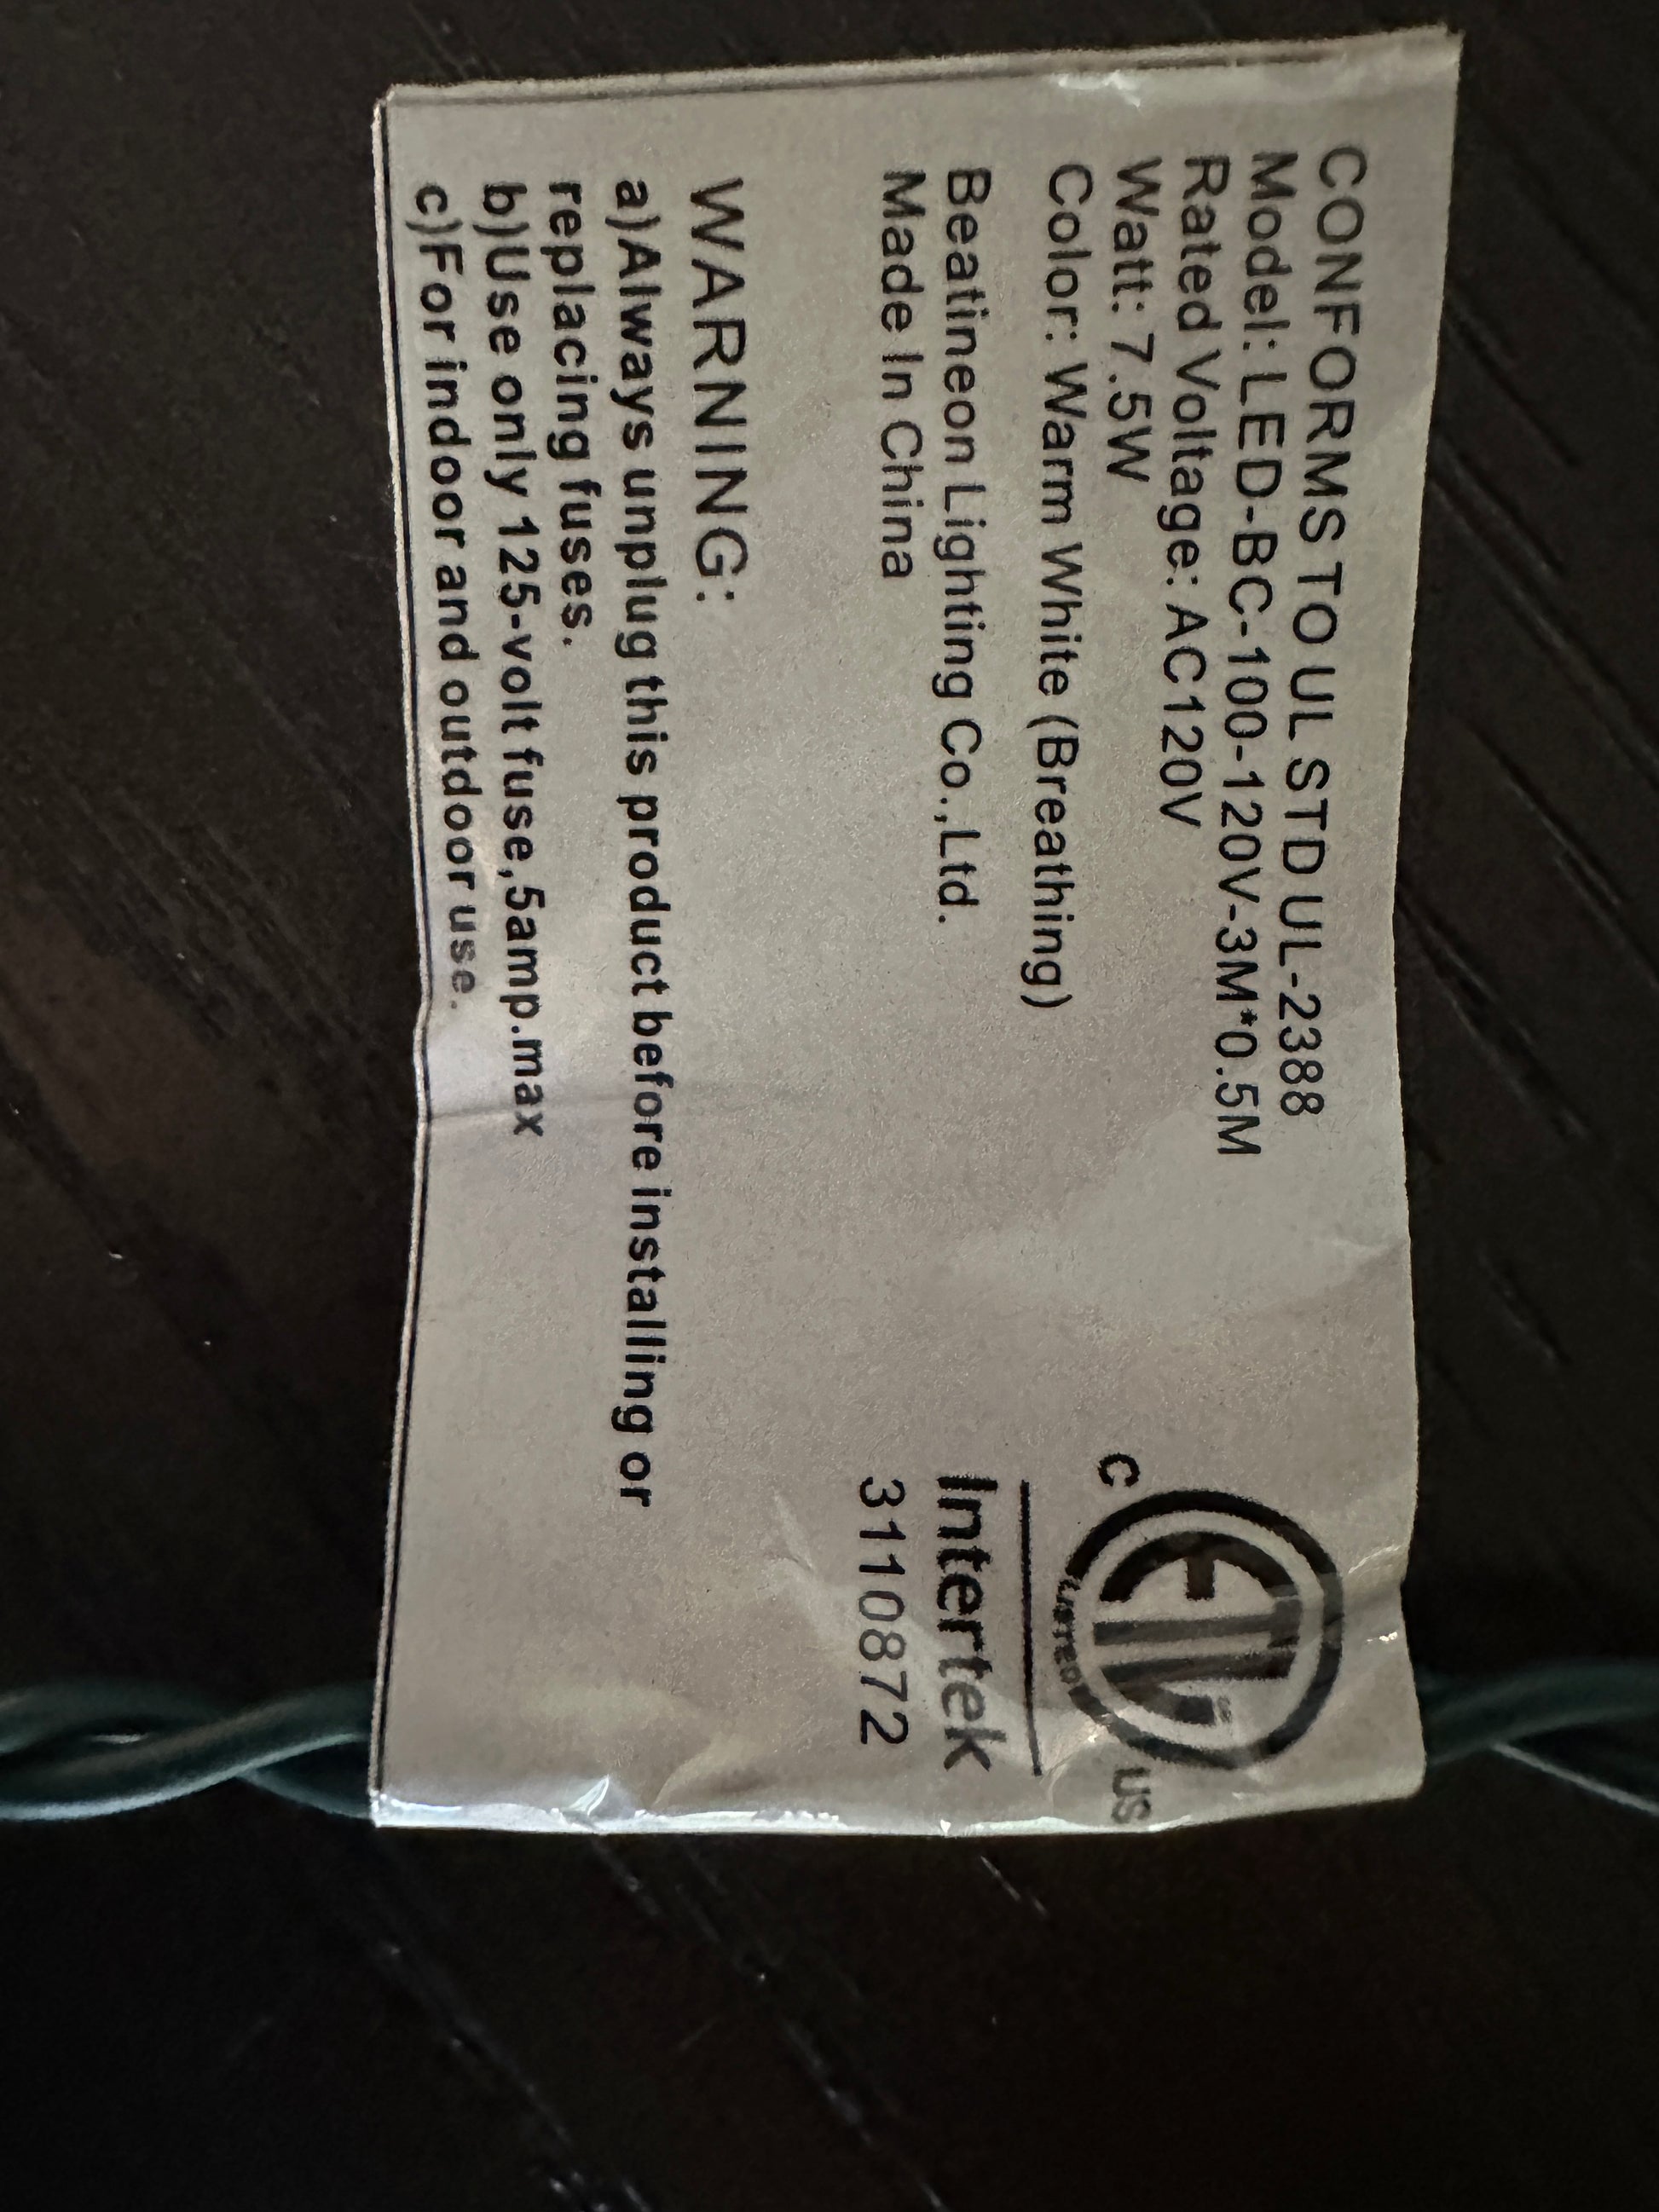 CONFORMS TO UL STD UL-2388
Model: LED-BC-100-120V-3M*0.5M
Rated Voltage: AC120V
Watt: 7.5W
Color: Warm White (Breathing)
Beatineon Lighting Co.,Ltd.
Made In China
ETL
LISTED
C US
Intertek
3110872
WARNING:
a)Always unplug this product before installing or
replacing fuses.
b)Use only 125-volt fuse,5amp.max
c)For indoor and outdoor use.